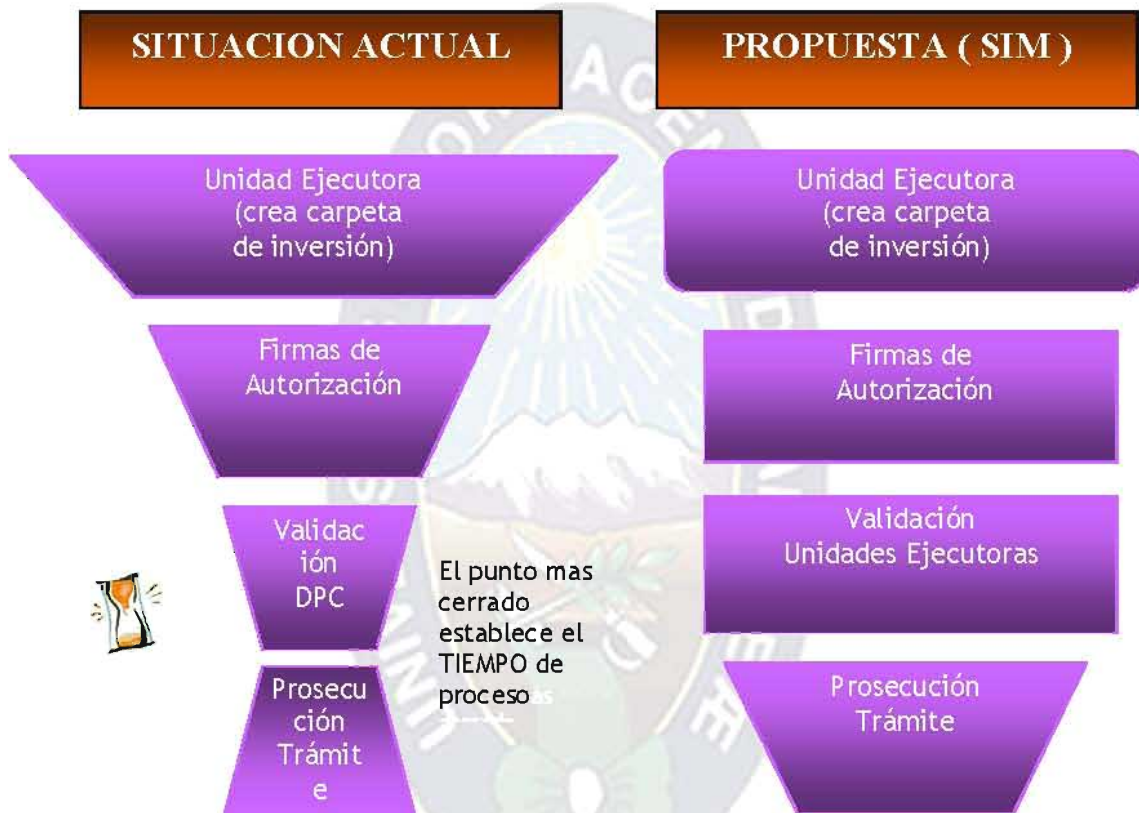 SITUACION ACTUAL
Unidad Ejecutora
(crea carpeta
de inversión)
Firmas de
Autorización
Validac
ión
DPC
El punto mas
cerrado
establece el
TIEMPO de
proceso
Prosecu
ción
Trámit
e
PROPUESTA ( SIM )
Unidad Ejecutora
(crea carpeta
de inversión)
Firmas de
Autorización
Validación
Unidades Ejecutoras
Prosecución
Trámite